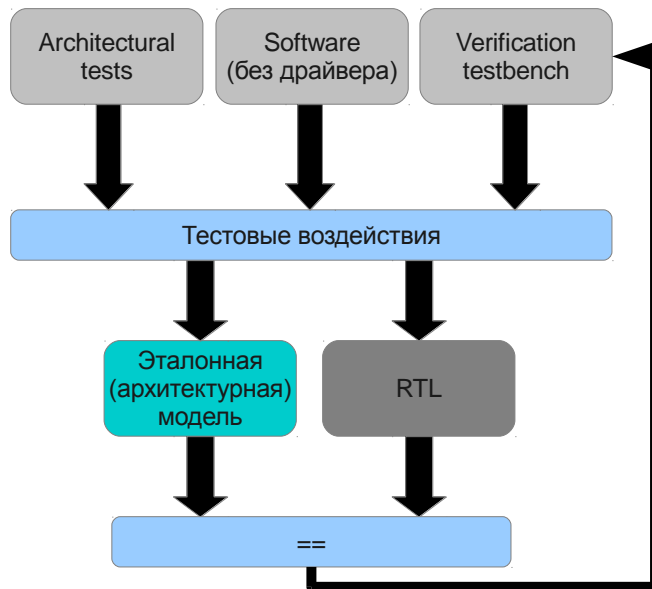 Architectural
tests
Software
(без драйвера)
Verification
testbench
Тестовые воздействия
Эталонная
(архитектурная)
модель
RTL
==